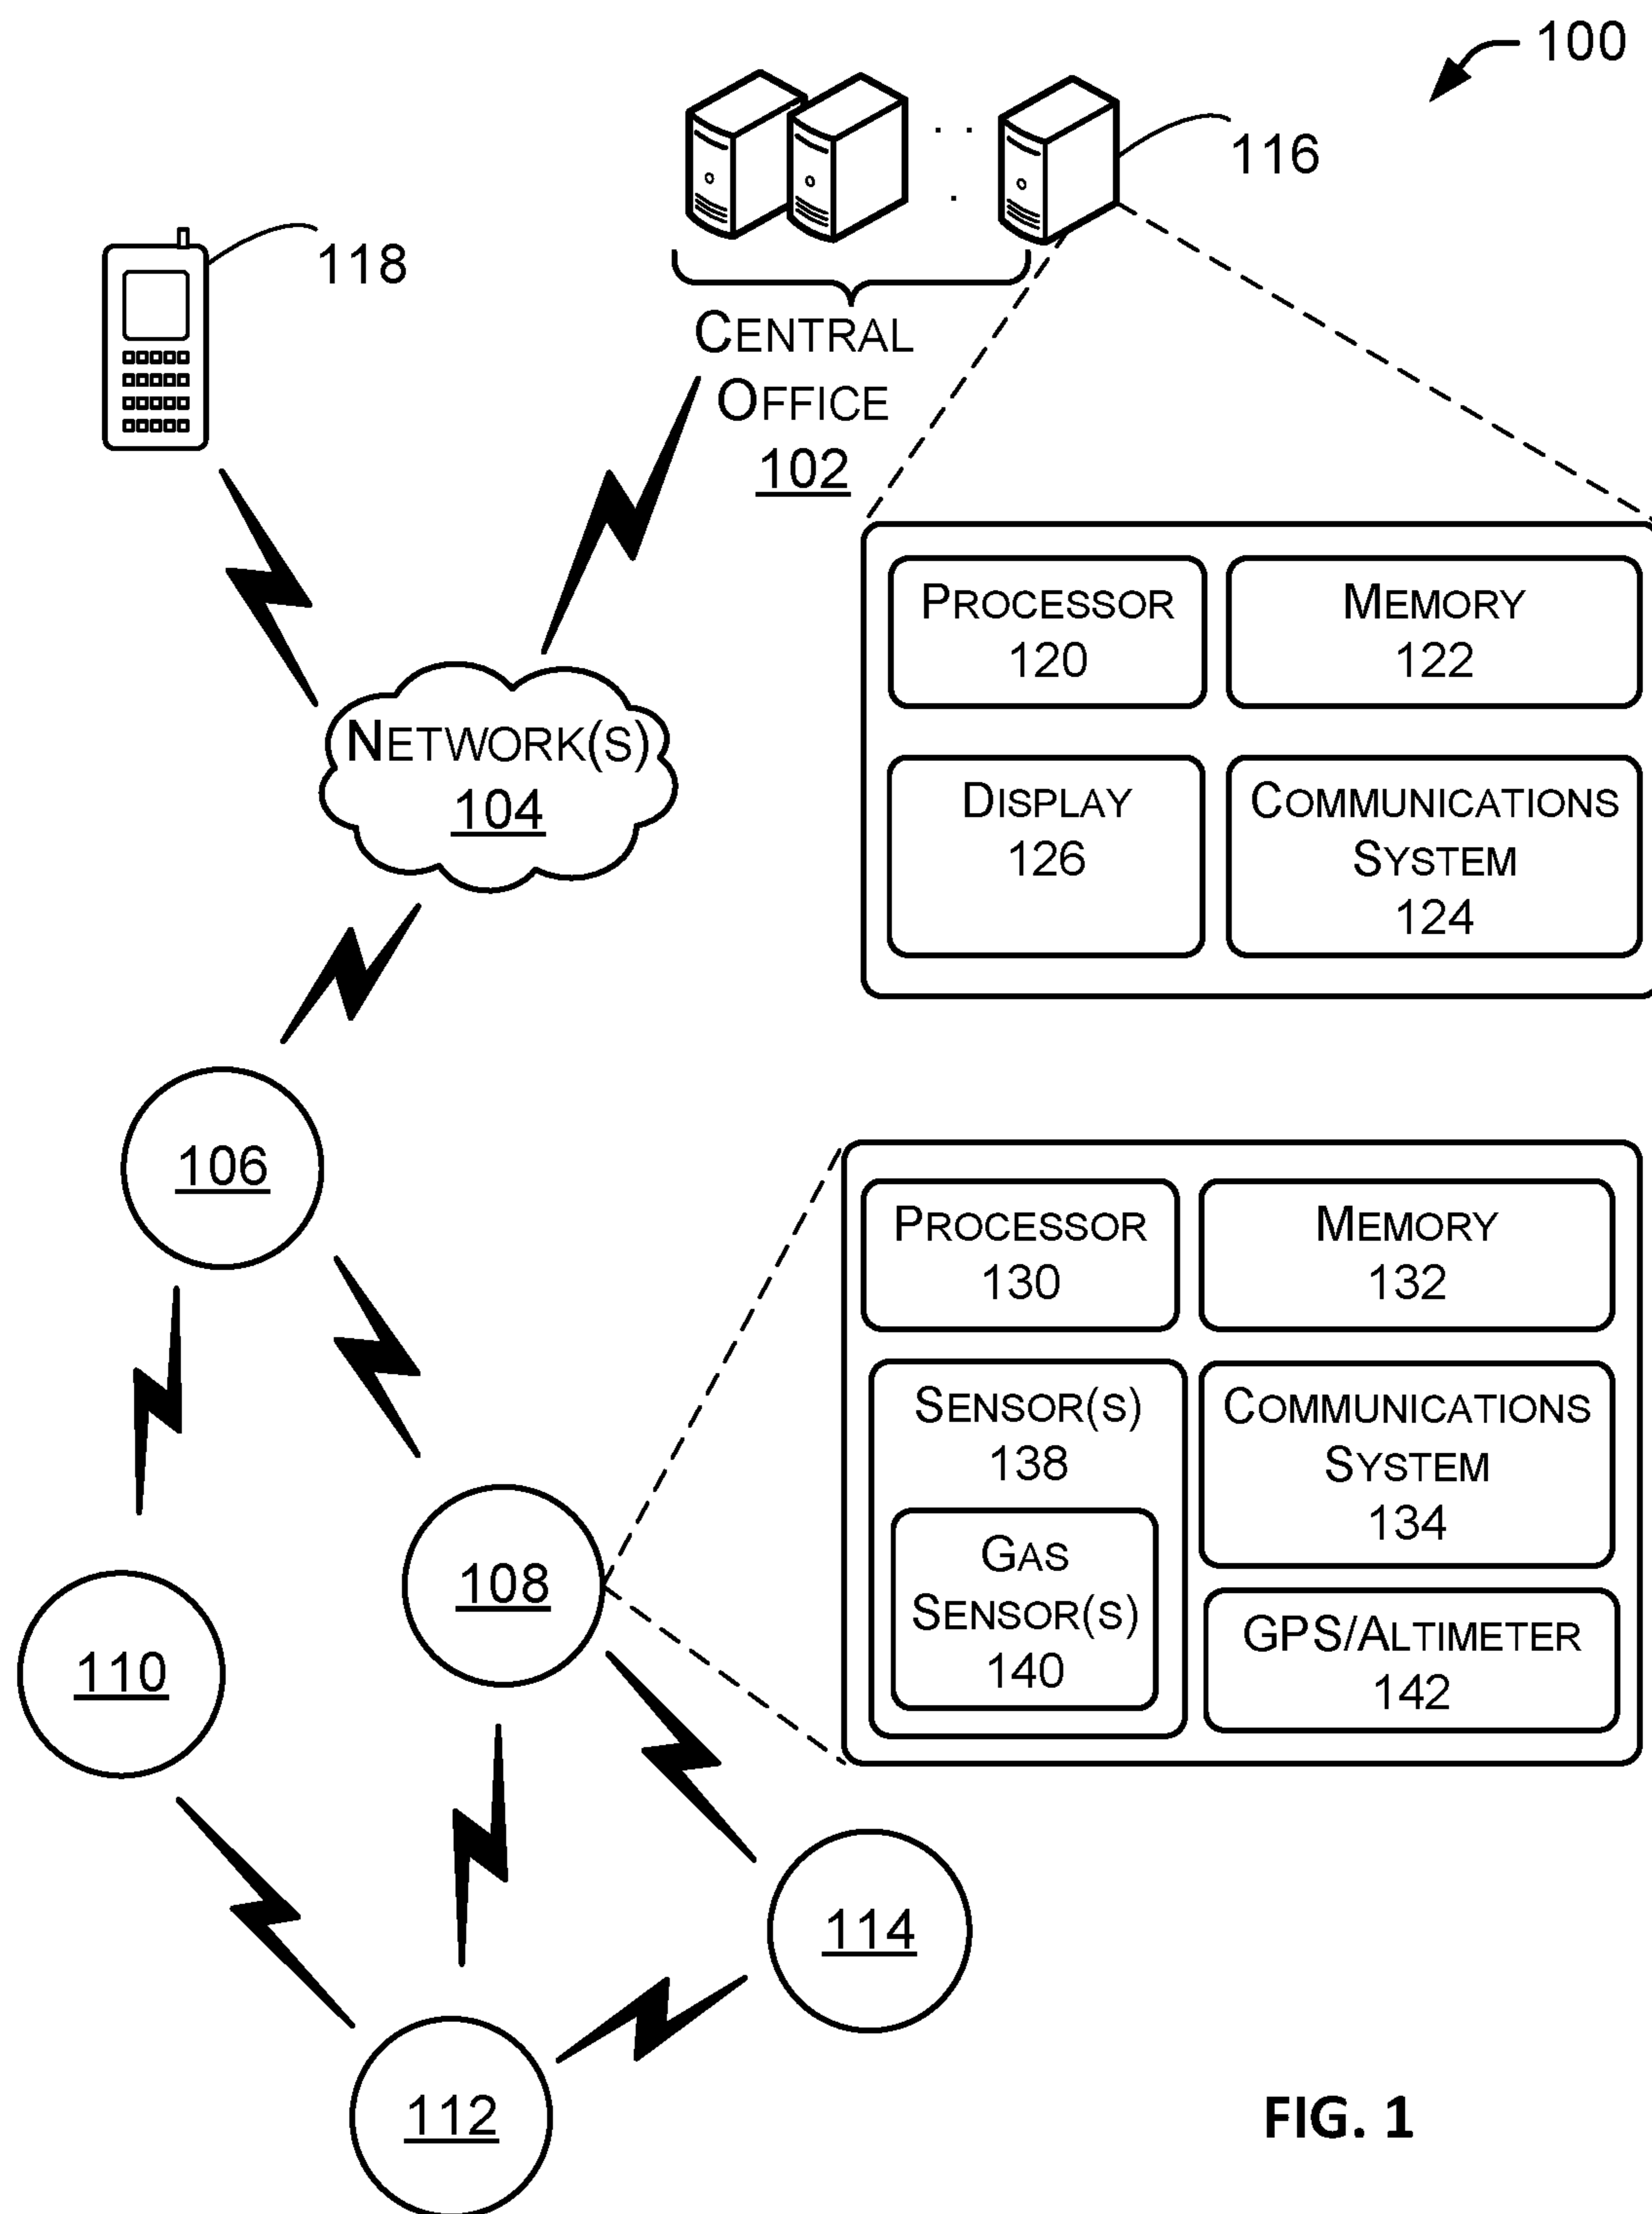 100
116
118
CENTRAL
OFFICE
102
PROCESSOR
120
MEMORY
122
NETWORK(S)
104
DISPLAY
126
COMMUNICATIONS
SYSTEM
124
106
PROCESSOR
130
MEMORY
132
SENSOR(S)
138
COMMUNICATIONS
SYSTEM
134
GAS
SENSOR(S)
140
GPS/ALTIMETER
142
108
110
114
112
FIG. 1